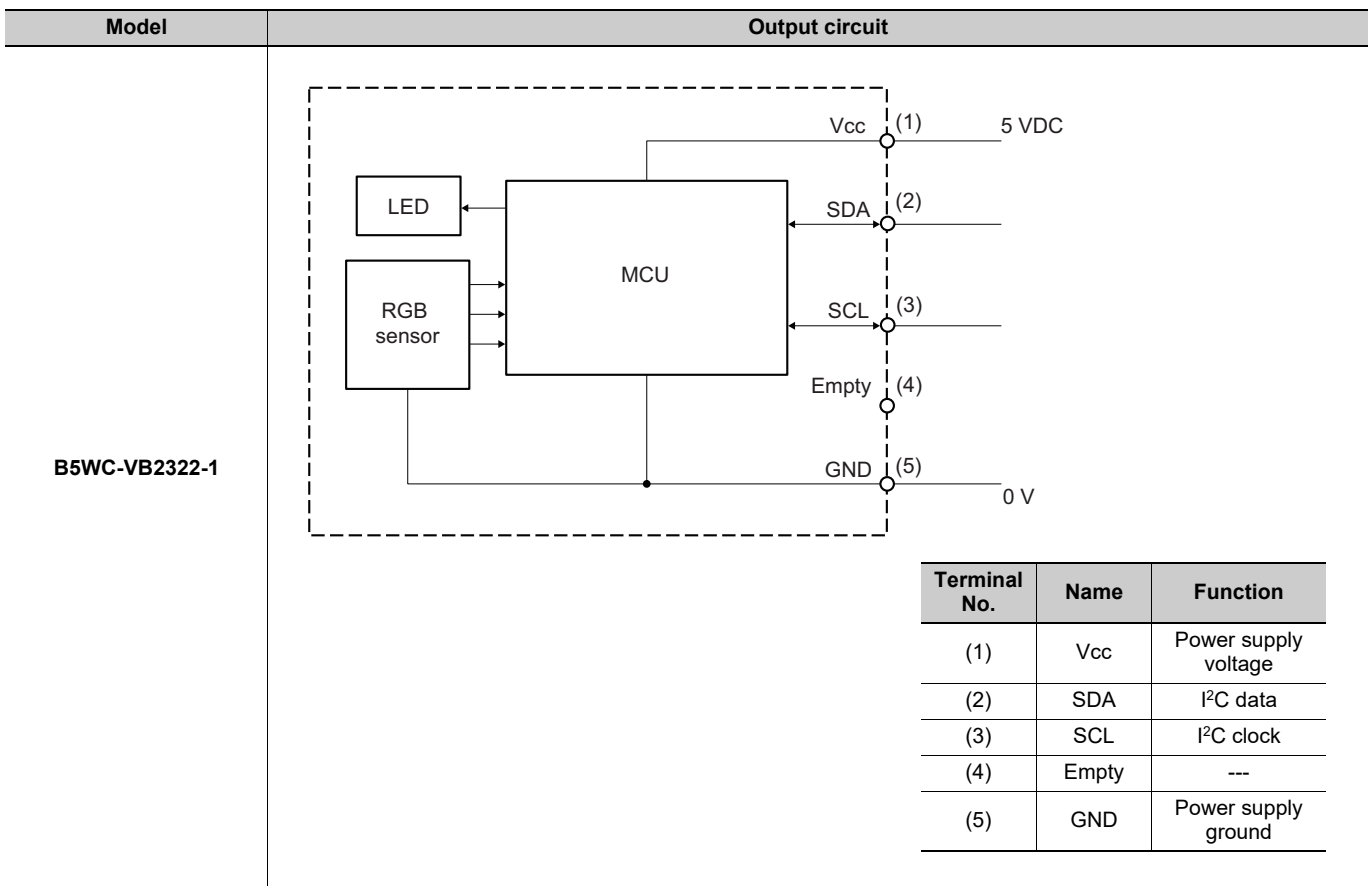 Model Output circuit
B5WC-VB2322-1
Vcc (1) 5 VDC
LED
SDA (2)
MCU
RGB
sensor
SCL (3)
Empty (4)
GND (5)
0 V
Terminal
No. Name Function
(1) Vcc Power supply
voltage
(2) SDA I²C data
(3) SCL I²C clock
(4) Empty ---
(5) GND Power supply
ground